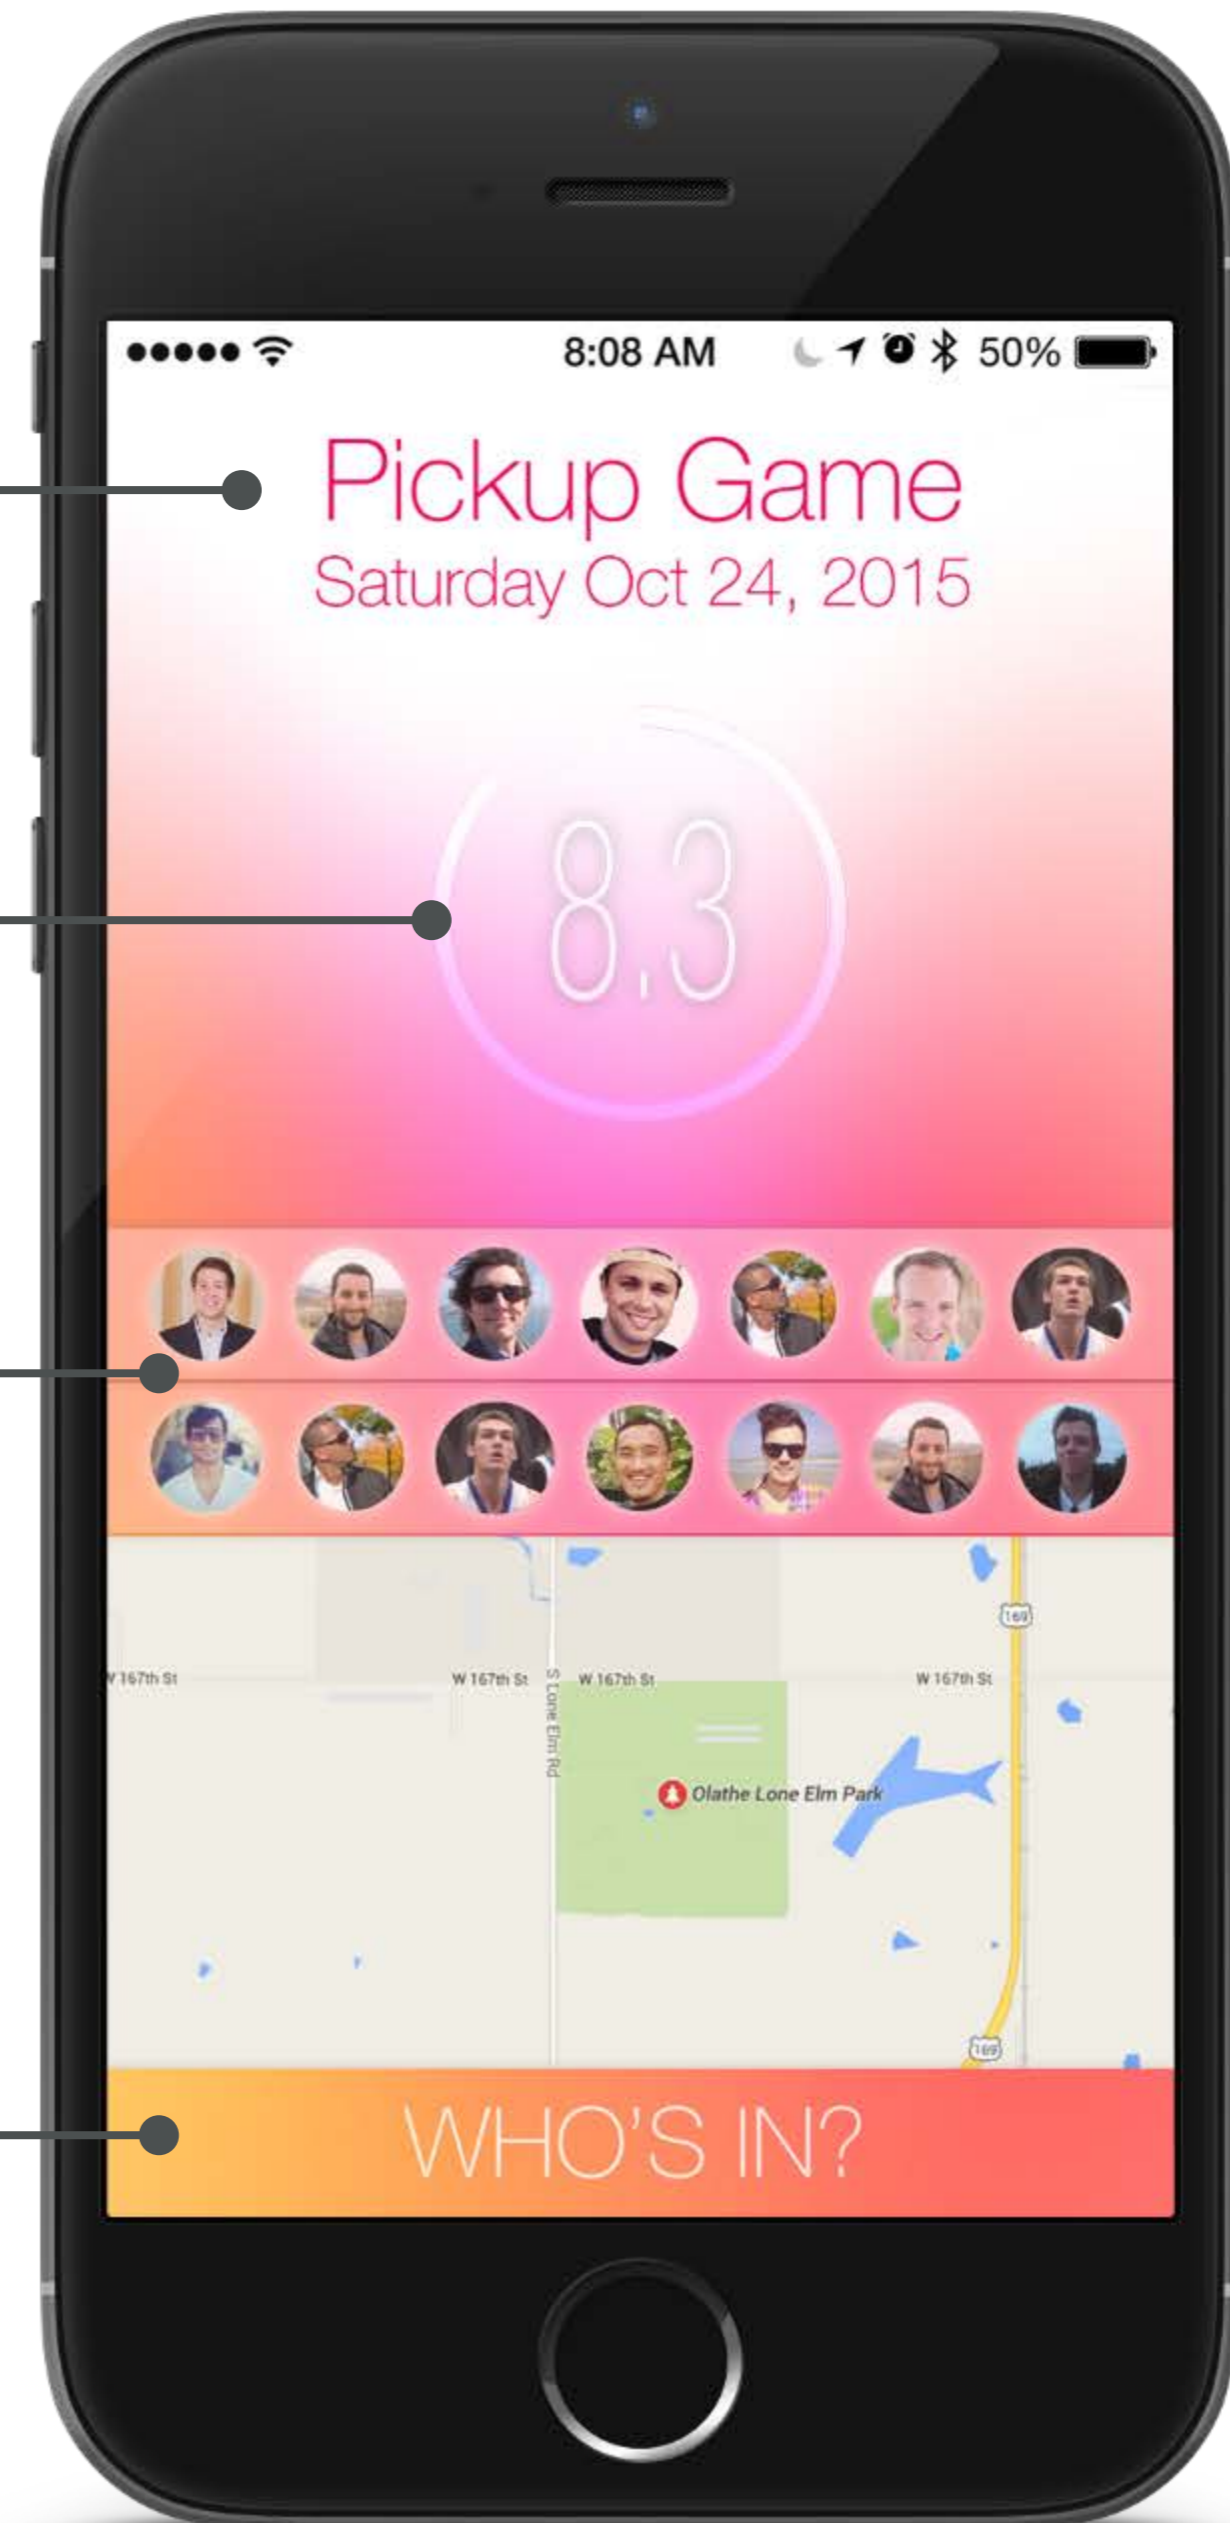 8:08 AM 50%
Pickup Game
Saturday Oct 24, 2015
8.3
169
W 167th St W 167th St W 167th St W 167th St
S Lone Elm Rd
Olathe Lone Elm Park
169
WHO'S IN?